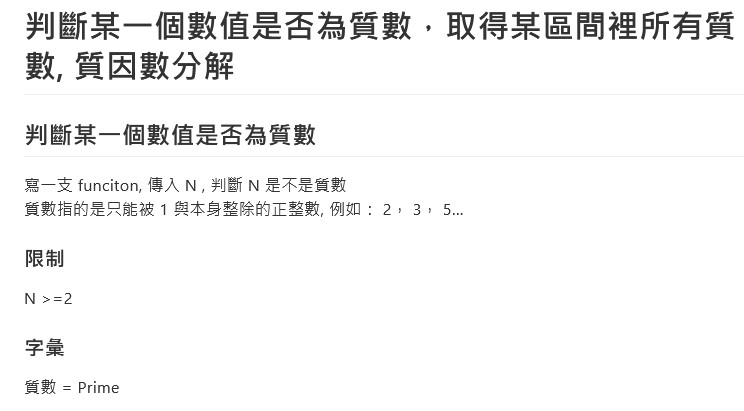 判斷某一個數值是否為質數，取得某區間裡所有質
數, 質因數分解
判斷某一個數值是否為質數
寫一支 funciton, 傳入 N , 判斷 N 是不是質數
質數指的是只能被 1 與本身整除的正整數, 例如： 2， 3， 5...
限制
N >=2
字彙
質數 = Prime